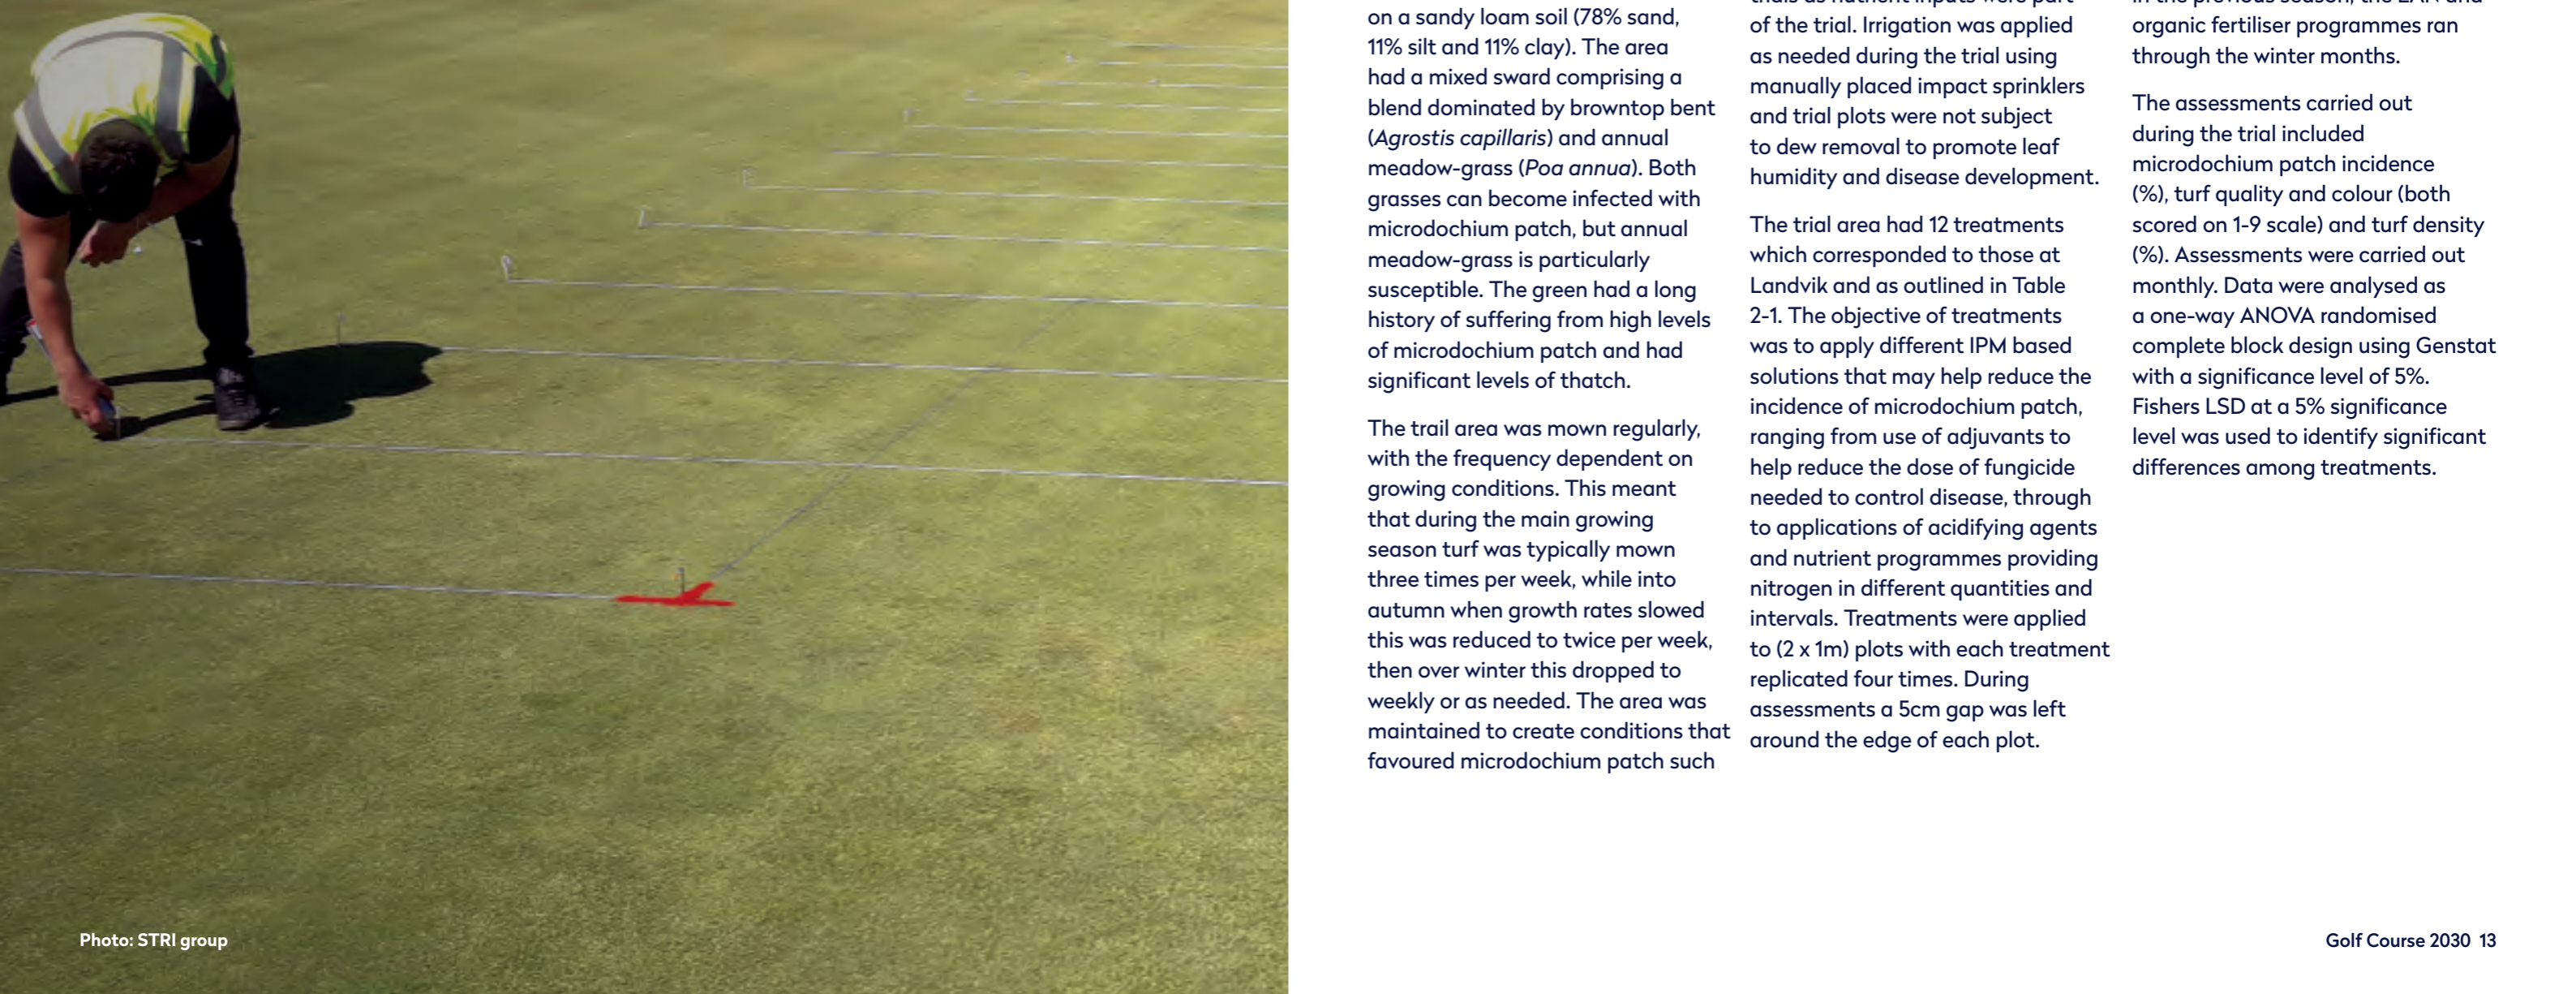 on a sandy loam soil (78% sand,
11% silt and 11% clay). The area
had a mixed sward comprising a
blend dominated by browntop bent
(Agrostis capillaris) and annual
meadow-grass (Poa annua). Both
grasses can become infected with
microdochium patch, but annual
meadow-grass is particularly
susceptible. The green had a long
history of suffering from high levels
of microdochium patch and had
significant levels of thatch.
The trail area was mown regularly,
with the frequency dependent on
growing conditions. This meant
that during the main growing
season turf was typically mown
three times per week, while into
autumn when growth rates slowed
this was reduced to twice per week,
then over winter this dropped to
weekly or as needed. The area was
maintained to create conditions that
favoured microdochium patch such
trials as nutrient inputs were part
of the trial. Irrigation was applied
as needed during the trial using
manually placed impact sprinklers
and trial plots were not subject
to dew removal to promote leaf
humidity and disease development.
The trial area had 12 treatments
which corresponded to those at
Landvik and as outlined in Table
2-1. The objective of treatments
was to apply different IPM based
solutions that may help reduce the
incidence of microdochium patch,
ranging from use of adjuvants to
help reduce the dose of fungicide
needed to control disease, through
to applications of acidifying agents
and nutrient programmes providing
nitrogen in different quantities and
intervals. Treatments were applied
to (2 x 1m) plots with each treatment
replicated four times. During
assessments a 5cm gap was left
around the edge of each plot.
in the previous season, the and
organic fertiliser programmes ran
through the winter months.
The assessments carried out
during the trial included
microdochium patch incidence
(%), turf quality and colour (both
scored on 1-9 scale) and turf density
(%). Assessments were carried out
monthly. Data were analysed as
a one-way ANOVA randomised
complete block design using Genstat
with a significance level of 5%.
Fishers LSD at a 5% significance
level was used to identify significant
differences among treatments.
Photo: STRI group
Golf Course 2030 13